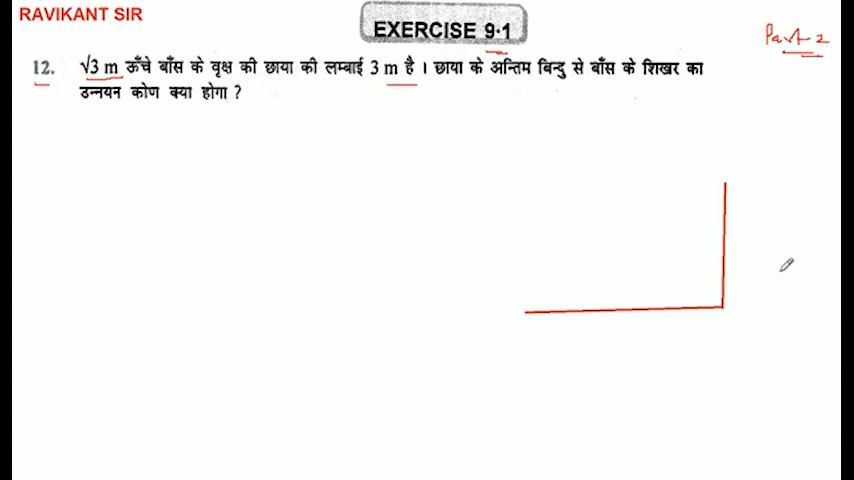 RAVIKANT SIR
EXERCISE 9·1
Part 2
12. √3 m ऊँचे बाँस के वृक्ष की छाया की लम्बाई 3 m है । छाया के अन्तिम बिन्दु से बाँस के शिखर का
उन्नयन कोण क्या होगा ?